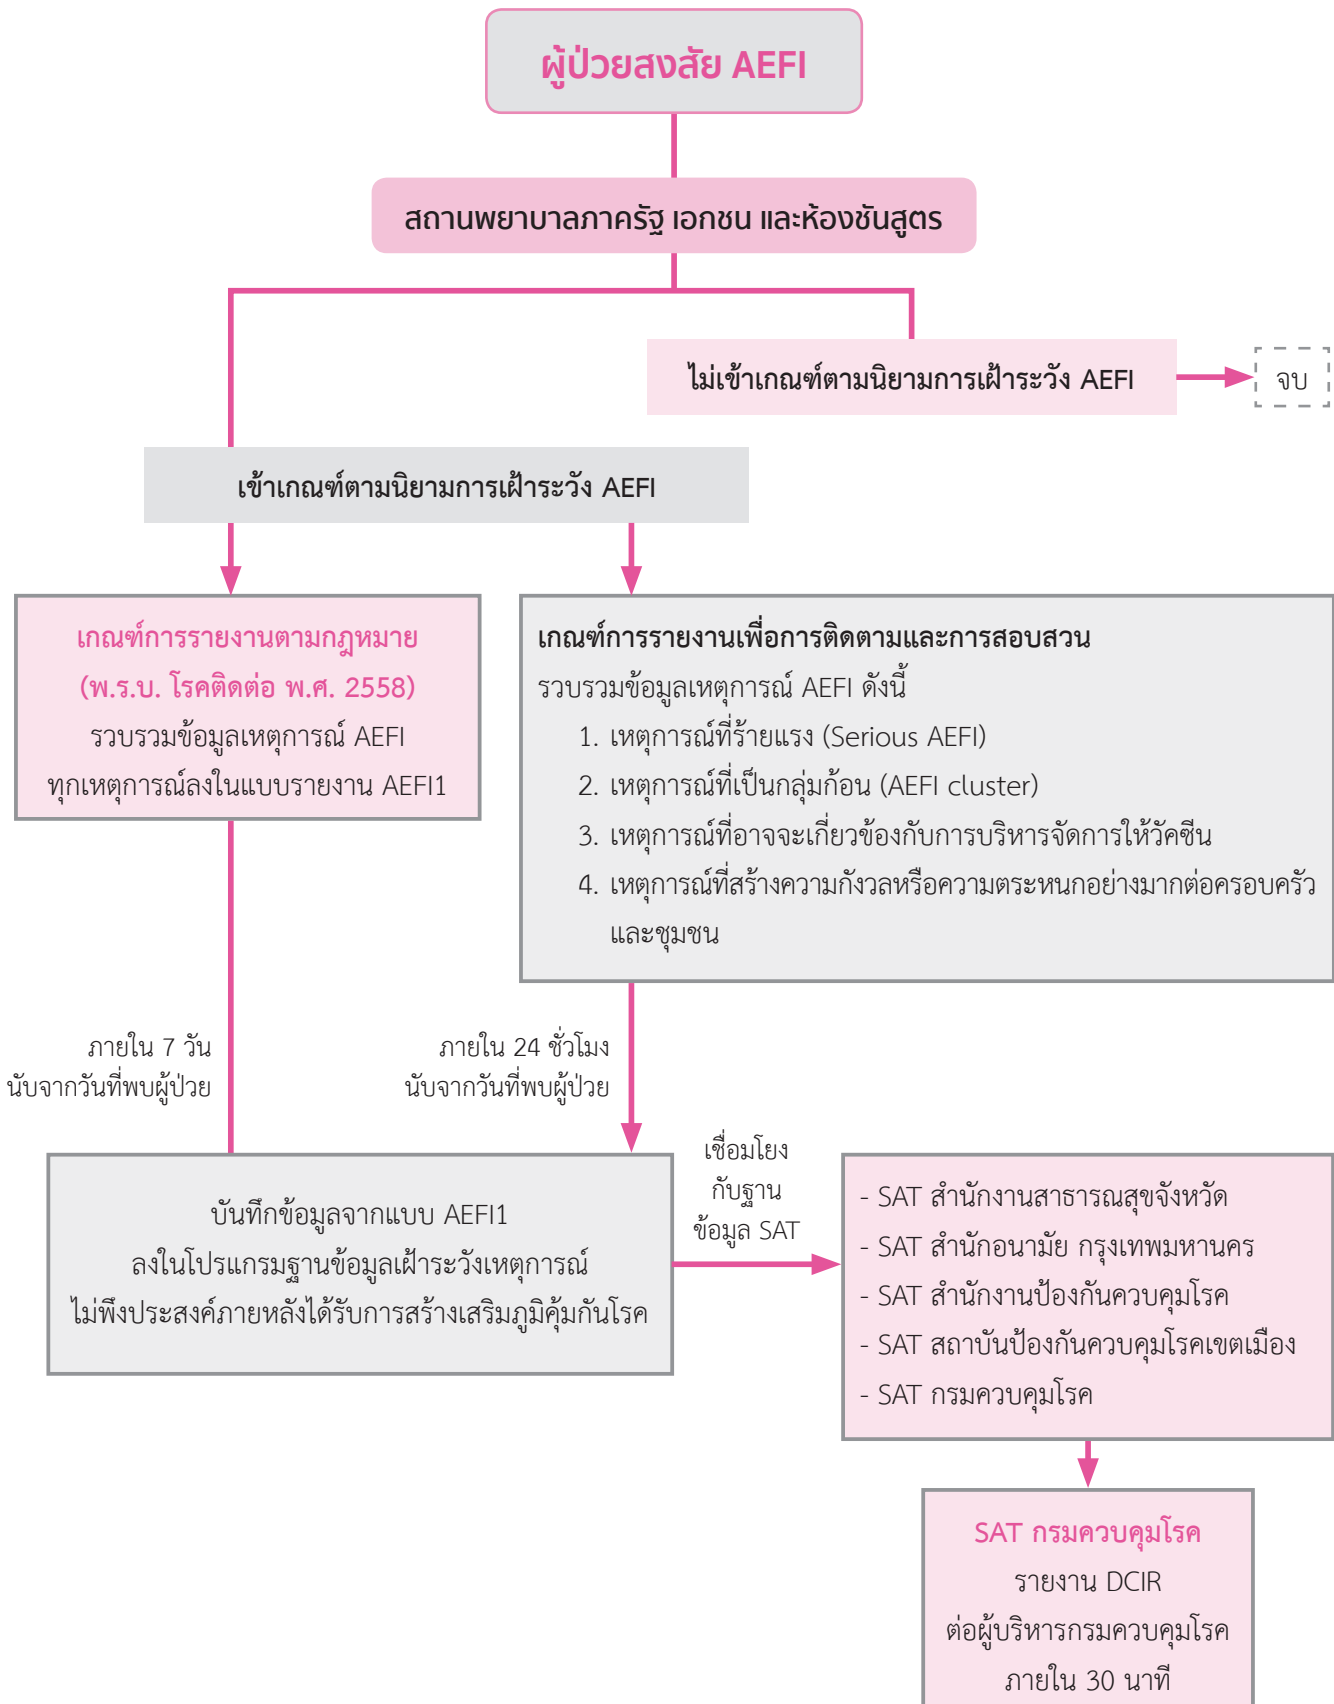 ผู้ป่วยสงสัย AEFI
สถานพยาบาลภาครัฐ เอกชน และห้องชันสูตร
ไม่เข้าเกณฑ์ตามนิยามการเฝ้าระวัง AEFI
จบ
เข้าเกณฑ์ตามนิยามการเฝ้าระวัง AEFI
เกณฑ์การรายงานตามกฎหมาย
(พ.ร.บ. โรคติดต่อ พ.ศ. 2558)
รวบรวมข้อมูลเหตุการณ์ AEFI
ทุกเหตุการณ์ลงในแบบรายงาน AEFI1
เกณฑ์การรายงานเพื่อการติดตามและการสอบสวน
รวบรวมข้อมูลเหตุการณ์ AEFI ดังนี้
1. เหตุการณ์ที่ร้ายแรง (Serious AEFI)
2. เหตุการณ์ที่เป็นกลุ่มก้อน (AEFI cluster)
3. เหตุการณ์ที่อาจจะเกี่ยวข้องกับการบริหารจัดการให้วัคซีน
4. เหตุการณ์ที่สร้างความกังวลหรือความตระหนกอย่างมากต่อครอบครัว
และชุมชน
ภายใน 7 วัน
นับจากวันที่พบผู้ป่วย
ภายใน 24 ชั่วโมง
นับจากวันที่พบผู้ป่วย
บันทึกข้อมูลจากแบบ AEFI1
ลงในโปรแกรมฐานข้อมูลเฝ้าระวังเหตุการณ์
ไม่พึงประสงค์ภายหลังได้รับการสร้างเสริมภูมิคุ้มกันโรค
เชื่อมโยง
กับฐาน
ข้อมูล SAT
- SAT สำนักงานสาธารณสุขจังหวัด
- SAT สำนักอนามัย กรุงเทพมหานคร
- SAT สำนักงานป้องกันควบคุมโรค
- SAT สถาบันป้องกันควบคุมโรคเขตเมือง
- SAT กรมควบคุมโรค
SAT กรมควบคุมโรค
รายงาน DCIR
ต่อผู้บริหารกรมควบคุมโรค
ภายใน 30 นาที